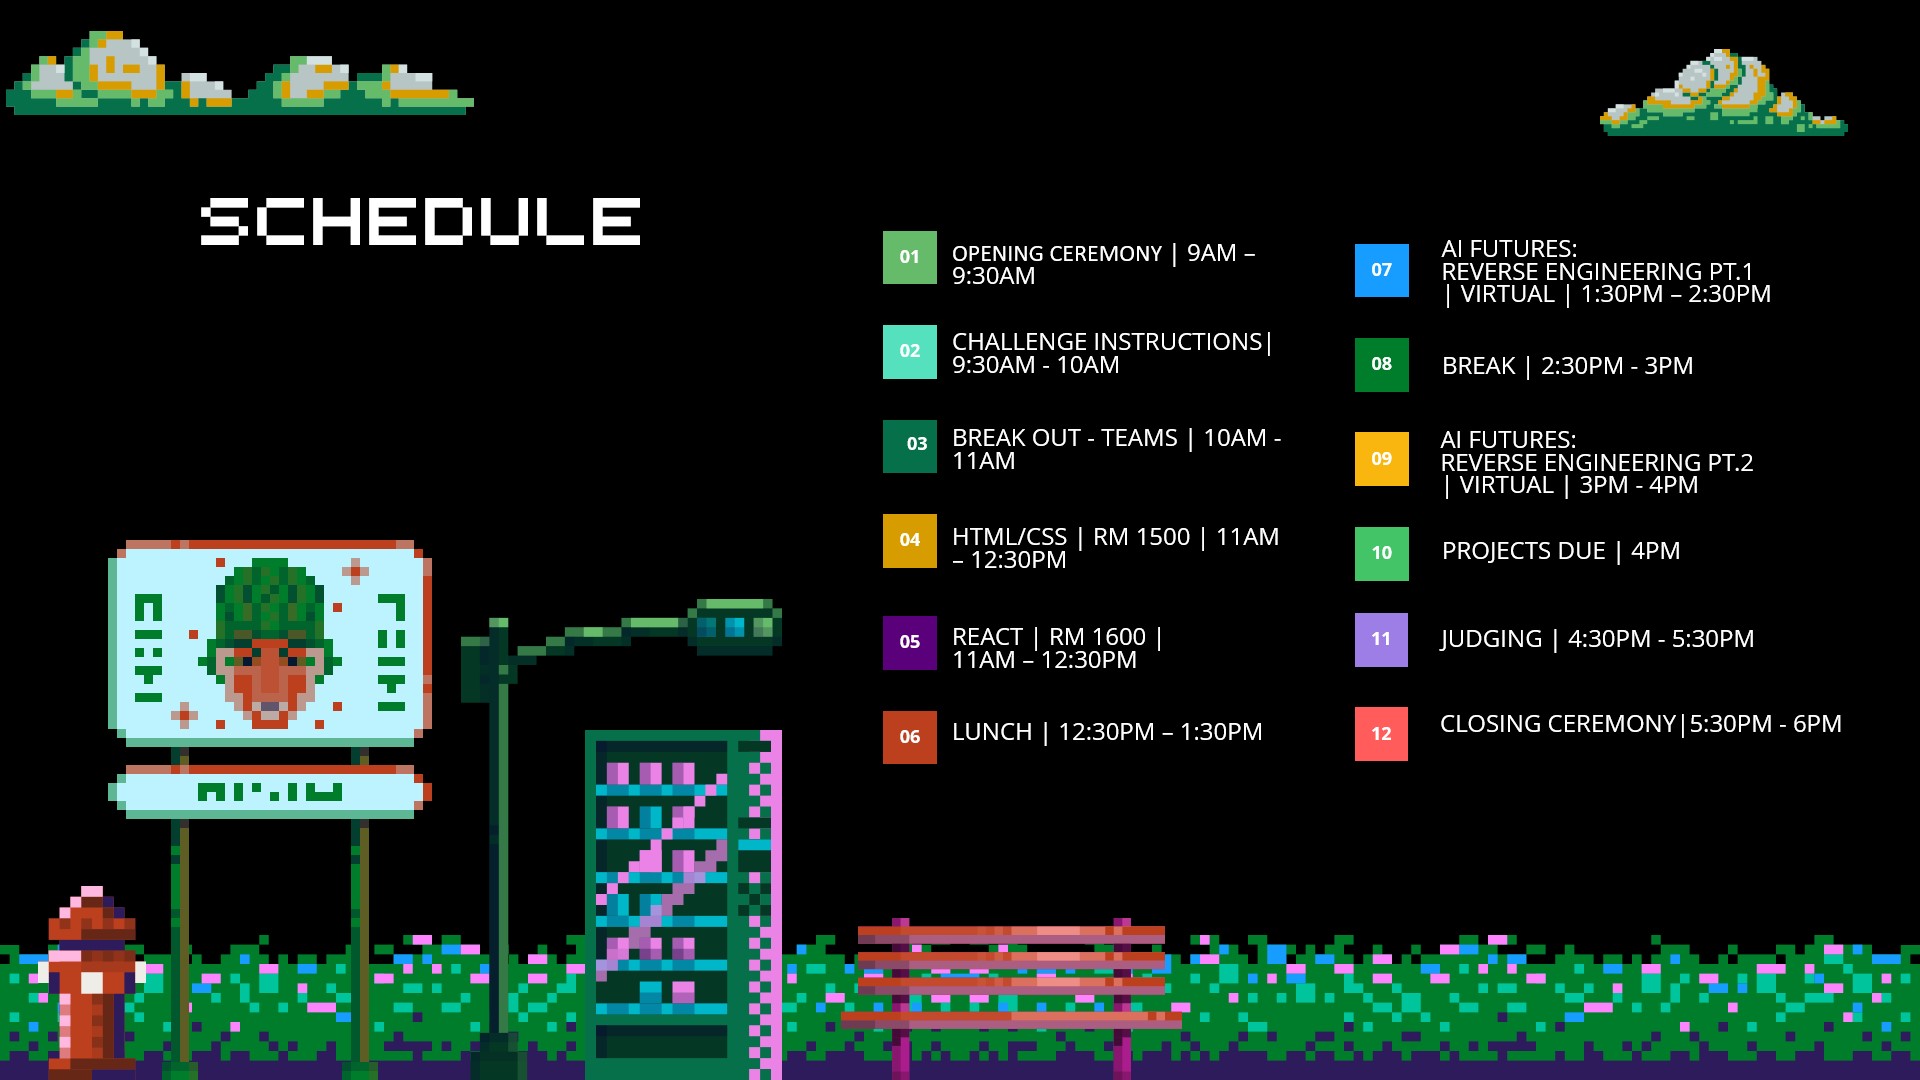 SCHEDULE
01
OPENING CEREMONY | 9AM –
9:30AM
02
CHALLENGE INSTRUCTIONS|
9:30AM - 10AM
03
BREAK OUT - TEAMS | 10AM -
11AM
04
HTML/CSS | RM 1500 | 11AM
– 12:30PM
05
REACT | RM 1600 |
11AM – 12:30PM
06
LUNCH | 12:30PM – 1:30PM
07
AI FUTURES:
REVERSE ENGINEERING PT.1
| VIRTUAL | 1:30PM – 2:30PM
08
BREAK | 2:30PM - 3PM
09
AI FUTURES:
REVERSE ENGINEERING PT.2
| VIRTUAL | 3PM - 4PM
10
PROJECTS DUE | 4PM
11
JUDGING | 4:30PM - 5:30PM
12
CLOSING CEREMONY|5:30PM - 6PM